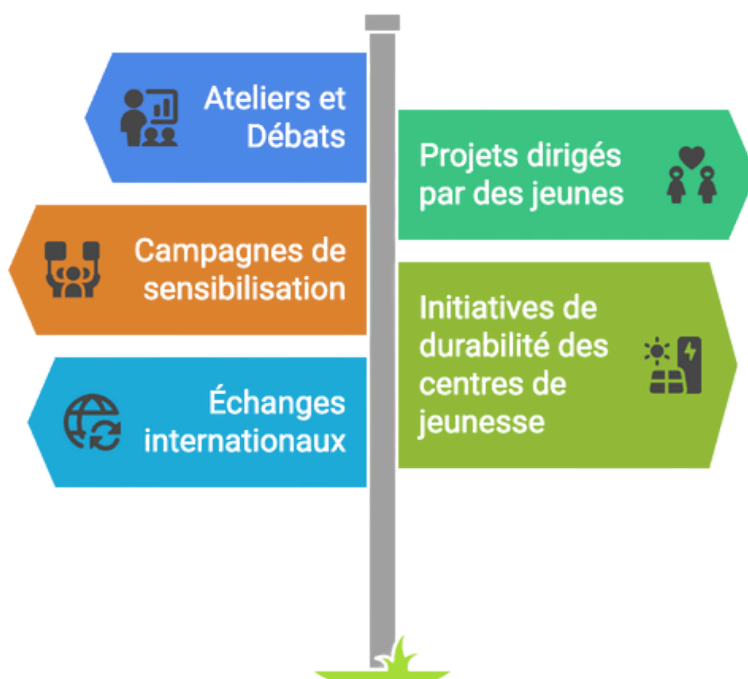 Ateliers et
Débats
Projets dirigés
par des jeunes
Campagnes de
sensibilisation
Initiatives de
durabilité des
centres de
jeunesse
Échanges
internationaux